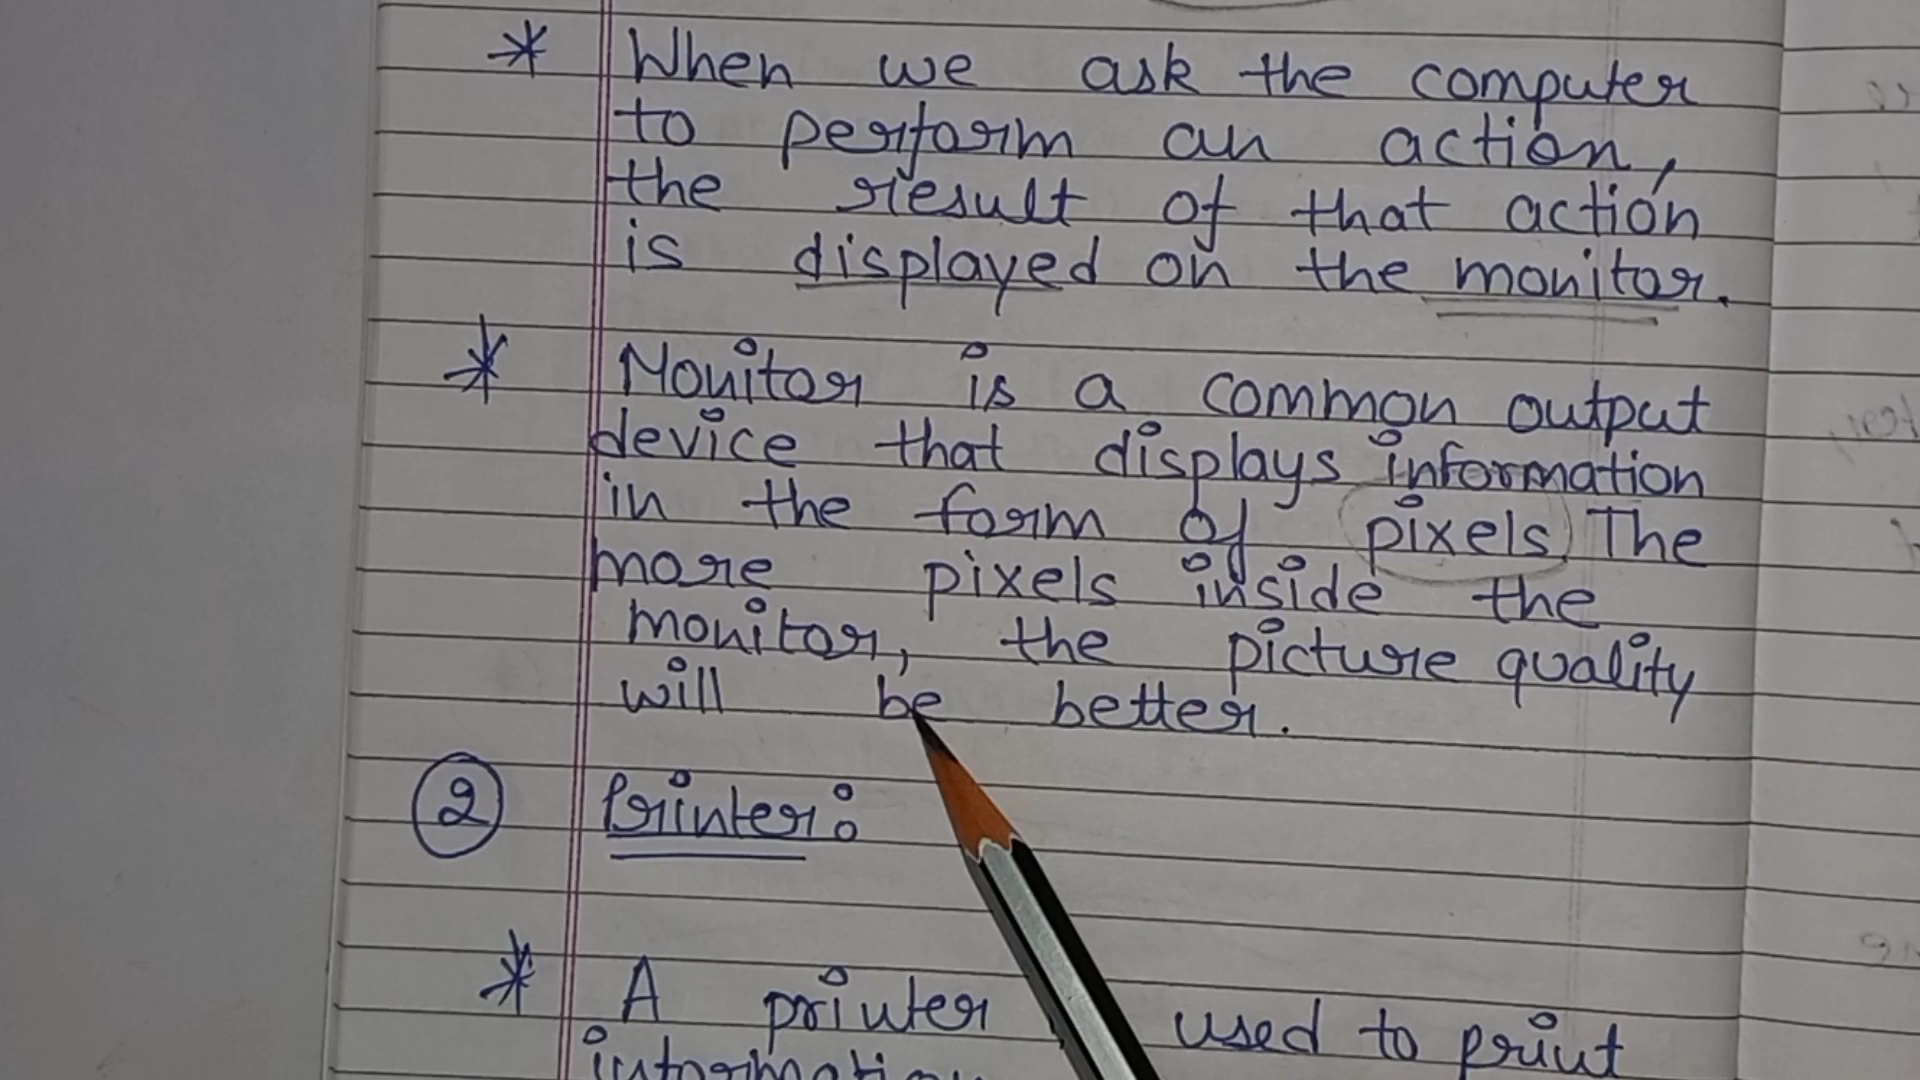 * When we ask the computer
to perform an action,
the result of that action
is displayed on the monitor.
* Monitor is a common output
device that displays information
in the form of pixels The
more pixels inside the
monitor, the picture quality
will be better.
② Printer:
* A printer used to print
information